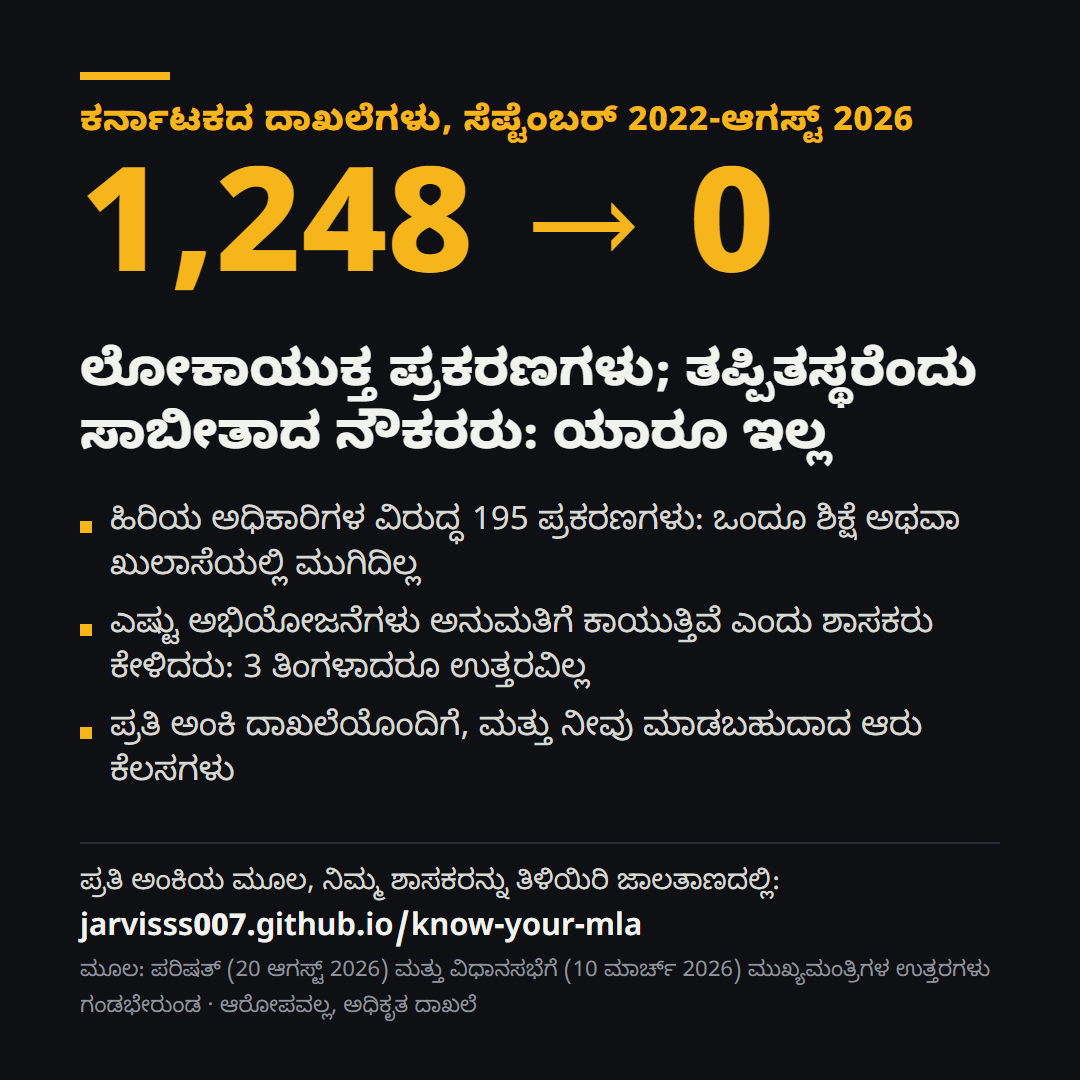 ಕರ್ನಾಟಕದ ದಾಖಲೆಗಳು, ಸೆಪ್ಟೆಂಬರ್ 2022-ಆಗಸ್ಟ್ 2026
1,248 → 0
ಲೋಕಾಯುಕ್ತ ಪ್ರಕರಣಗಳು; ತಪ್ಪಿತಸ್ಥರೆಂದು
ಸಾಬೀತಾದ ನೌಕರರು: ಯಾರೂ ಇಲ್ಲ
ಹಿರಿಯ ಅಧಿಕಾರಿಗಳ ವಿರುದ್ಧ 195 ಪ್ರಕರಣಗಳು: ಒಂದೂ ಶಿಕ್ಷೆ ಅಥವಾ
ಖುಲಾಸೆಯಲ್ಲಿ ಮುಗಿದಿಲ್ಲ
ಎಷ್ಟು ಅಭಿಯೋಜನೆಗಳು ಅನುಮತಿಗೆ ಕಾಯುತ್ತಿವೆ ಎಂದು ಶಾಸಕರು
ಕೇಳಿದರು: 3 ತಿಂಗಳಾದರೂ ಉತ್ತರವಿಲ್ಲ
ಪ್ರತಿ ಅಂಕಿ ದಾಖಲೆಯೊಂದಿಗೆ, ಮತ್ತು ನೀವು ಮಾಡಬಹುದಾದ ಆರು
ಕೆಲಸಗಳು
ಪ್ರತಿ ಅಂಕಿಯ ಮೂಲ, ನಿಮ್ಮ ಶಾಸಕರನ್ನು ತಿಳಿಯಿರಿ ಜಾಲತಾಣದಲ್ಲಿ:
jarvisss007.github.io/know-your-mla
ಮೂಲ: ಪರಿಷತ್ (20 ಆಗಸ್ಟ್ 2026) ಮತ್ತು ವಿಧಾನಸಭೆಗೆ (10 ಮಾರ್ಚ್ 2026) ಮುಖ್ಯಮಂತ್ರಿಗಳ ಉತ್ತರಗಳು
ಗಂಡಭೇರುಂಡ · ಆರೋಪವಲ್ಲ, ಅಧಿಕೃತ ದಾಖಲೆ